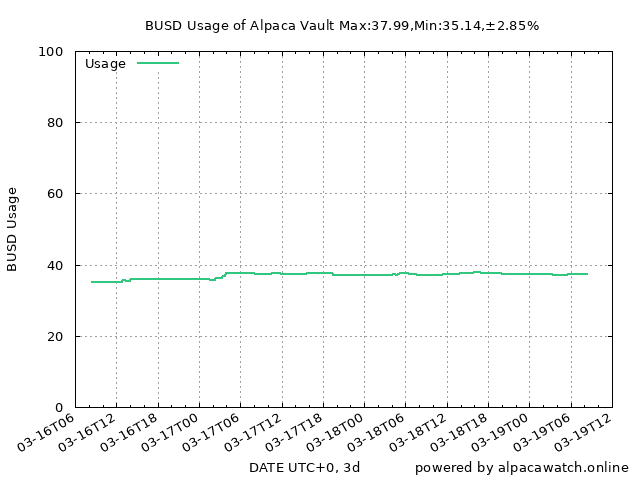 BUSD Usage of Alpaca Vault Max:37.99,Min:35.14,±2.85%
Usage
BUSD Usage
100
80
60
40
20
0
03-16T06
03-16T12
03-16T18
03-17T00
03-17T06
03-17T12
03-17T18
03-18T00
03-18T06
03-18T12
03-18T18
03-19T00
03-19T06
03-19T12
DATE UTC+0, 3d
powered by alpacawatch.online